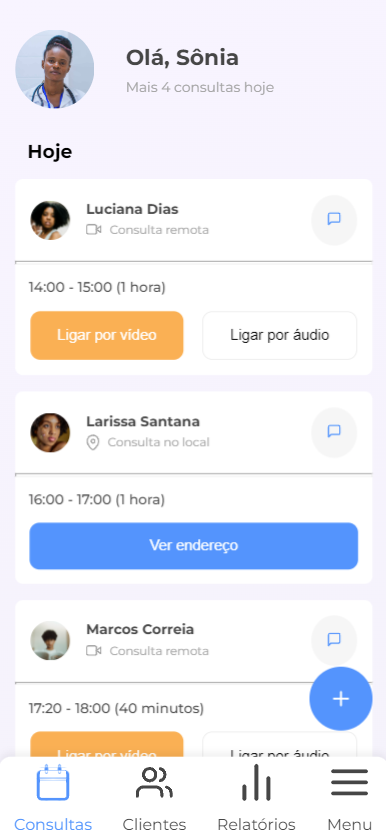 Olá, Sônia
Mais 4 consultas hoje
Hoje
Luciana Dias
Consulta remota
14:00 - 15:00 (1 hora)
Ligar por vídeo
Ligar por áudio
Larissa Santana
Consulta no local
16:00 - 17:00 (1 hora)
Ver endereço
Marcos Correia
Consulta remota
17:20 - 18:00 (40 minutos)
Ligar por vídeo
Ligar por áudio
Consultas
Clientes
Relatórios
Menu